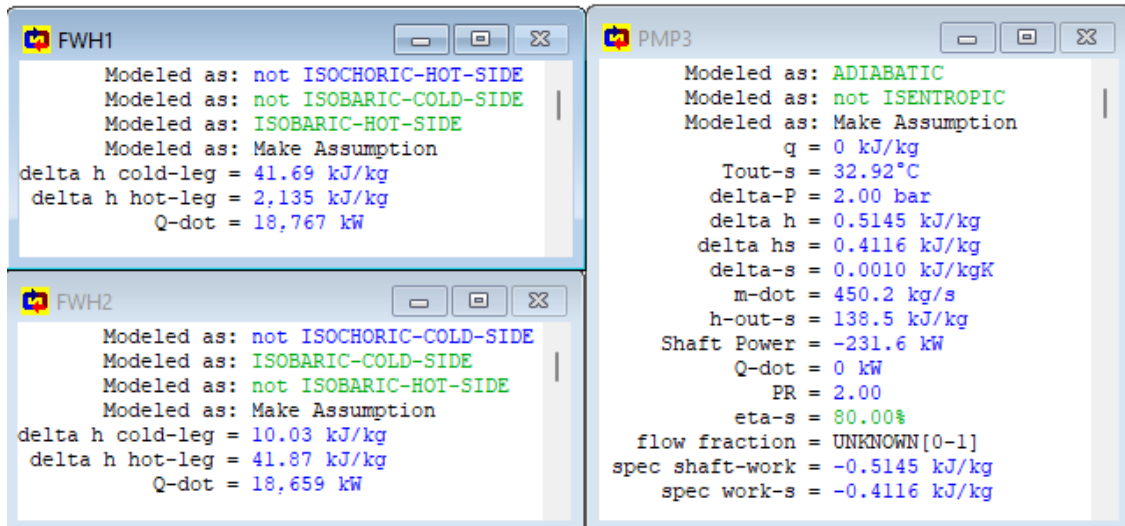 FWH1
Modeled as: not ISOCHORIC-HOT-SIDE
Modeled as: not ISOBARIC-COLD-SIDE
Modeled as: ISOBARIC-HOT-SIDE
Modeled as: Make Assumption
delta h cold-leg = 41.69 kJ/kg
delta h hot-leg = 2,135 kJ/kg
Q-dot = 18,767 kW
FWH2
Modeled as: not ISOCHORIC-COLD-SIDE
Modeled as: ISOBARIC-COLD-SIDE
Modeled as: not ISOBARIC-HOT-SIDE
Modeled as: Make Assumption
delta h cold-leg = 10.03 kJ/kg
delta h hot-leg = 41.87 kJ/kg
Q-dot = 18,659 kW
PMP3
Modeled as: ADIABATIC
Modeled as: not ISENTROPIC
Modeled as: Make Assumption
q = 0 kJ/kg
Tout-s = 32.92°C
delta-P = 2.00 bar
delta h = 0.5145 kJ/kg
delta hs = 0.4116 kJ/kg
delta-s = 0.0010 kJ/kgK
m-dot = 450.2 kg/s
h-out-s = 138.5 kJ/kg
Shaft Power = -231.6 kW
Q-dot = 0 kW
PR = 2.00
eta-s = 80.00%
flow fraction = UNKNOWN[0-1]
spec shaft-work = -0.5145 kJ/kg
spec work-s = -0.4116 kJ/kg